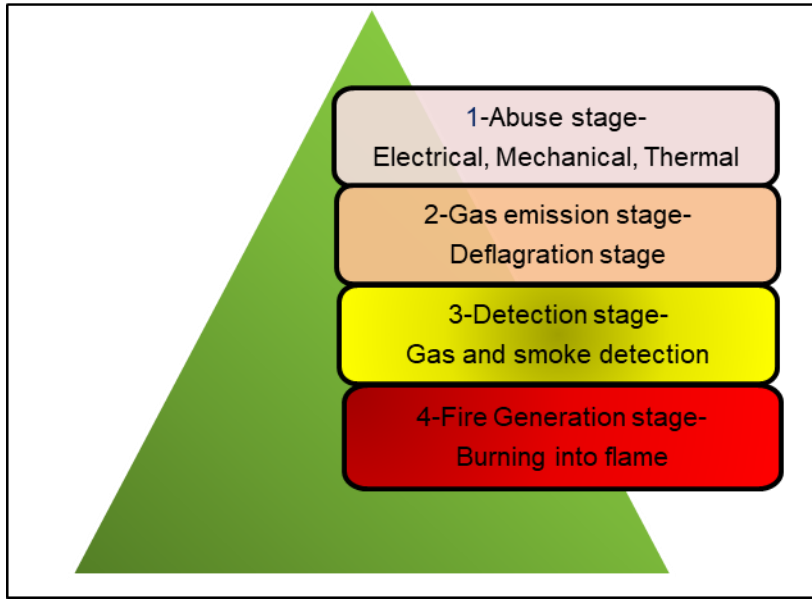 1-Abuse stage-
Electrical, Mechanical, Thermal
2-Gas emission stage-
Deflagration stage
3-Detection stage-
Gas and smoke detection
4-Fire Generation stage-
Burning into flame